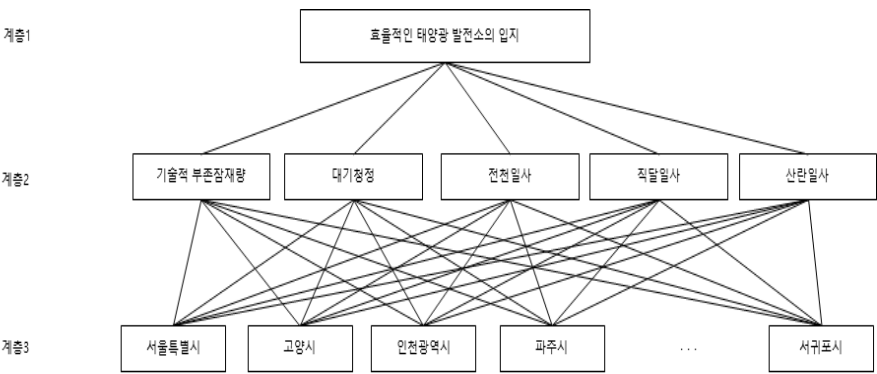 계층1
효율적인 태양광 발전소의 입지
계층2
기술적 부존잠재량
대기청정
전천일사
직달일사
산란일사
계층3
서울특별시
고양시
인천광역시
파주시
...
서귀포시